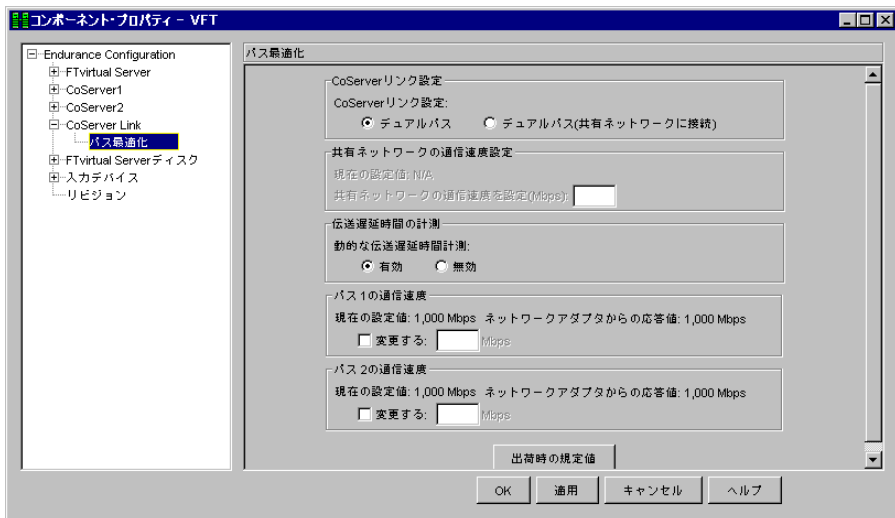 コンポーネント・プロパティ - VFT
Endurance Configuration
FTvirtual Server
CoServer1
CoServer2
CoServer Link
パス最適化
FTvirtual Serverディスク
入力デバイス
リビジョン
パス最適化
CoServerリンク設定
CoServerリンク設定:
デュアルパス デュアルパス(共有ネットワークに接続)
共有ネットワークの通信速度設定
現在の設定値: N/A
共有ネットワークの通信速度を設定(Mbps):
伝送遅延時間の計測
動的な伝送遅延時間計測:
有効 無効
パス 1の通信速度
現在の設定値: 1,000 Mbps ネットワークアダプタからの応答値: 1,000 Mbps
変更する: Mbps
パス 2の通信速度
現在の設定値: 1,000 Mbps ネットワークアダプタからの応答値: 1,000 Mbps
変更する: Mbps
出荷時の規定値
OK 適用 キャンセル ヘルプ